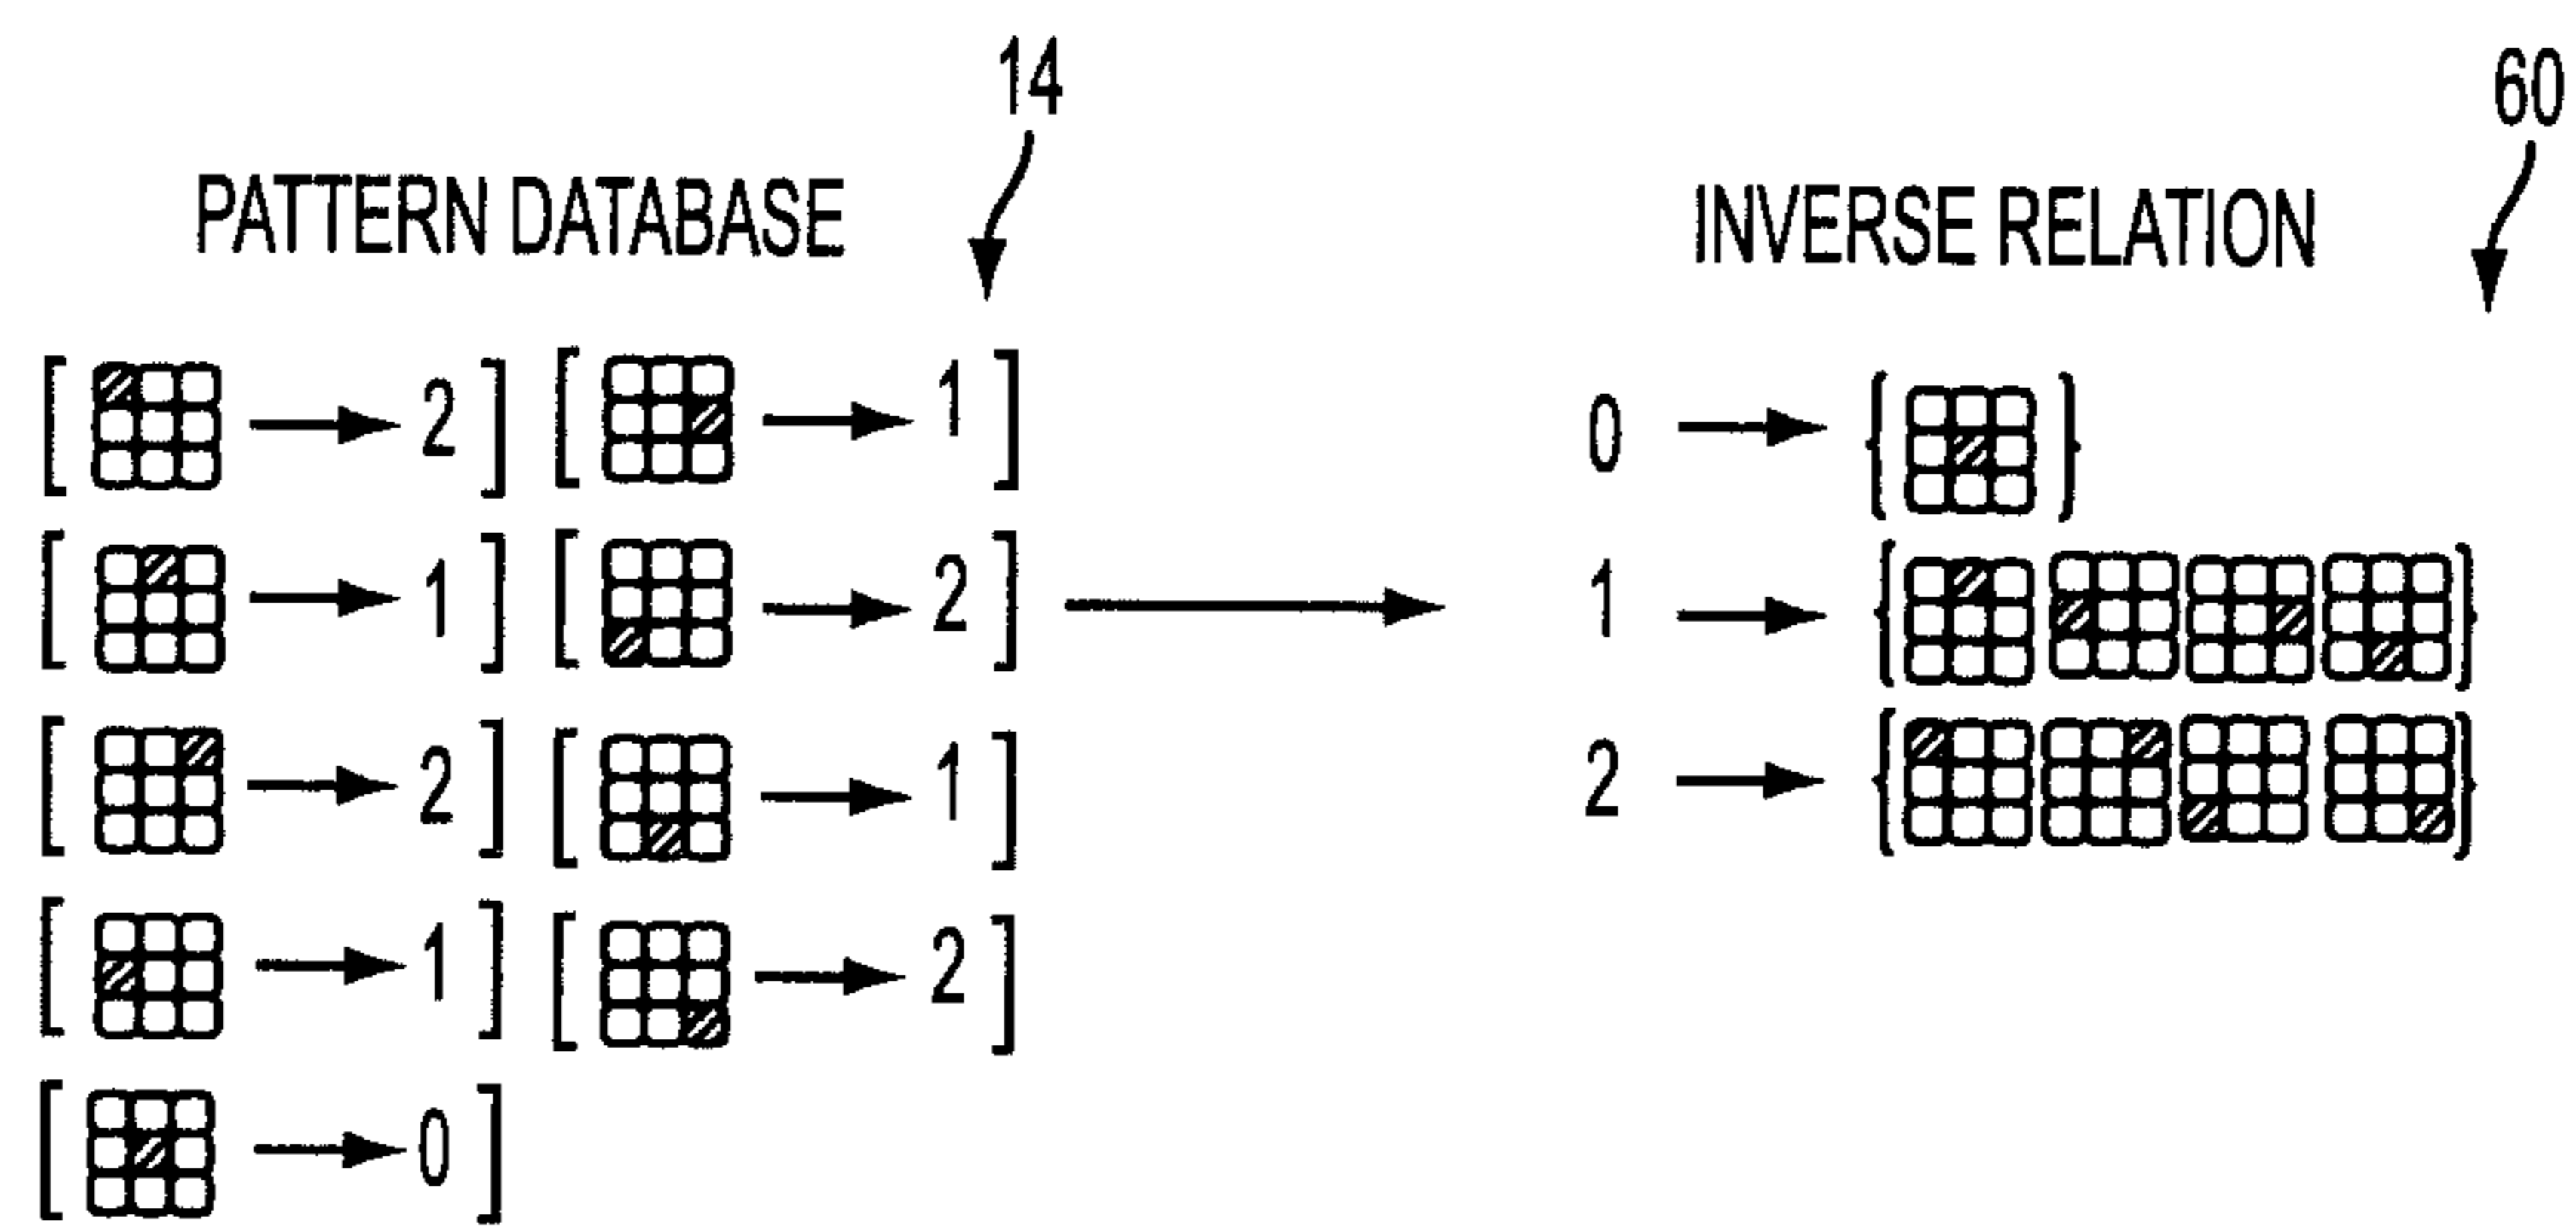 14
60
PATTERN DATABASE
INVERSE RELATION
[ → 2 ] [ → 1 ]
[ → 1 ] [ → 2 ]
[ → 2 ] [ → 1 ]
[ → 1 ] [ → 2 ]
[ → 0 ]
0 → { }
1 → { }
2 → { }